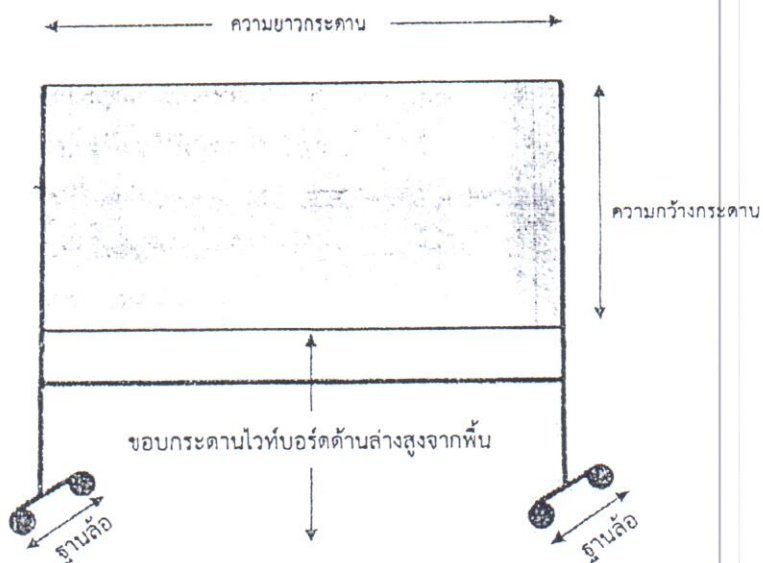 ความยาวกระดาน
ความกว้างกระดาน
ขอบกระดานไวท์บอร์ดด้านล่างสูงจากพื้น
ฐานล้อ
ฐานล้อ